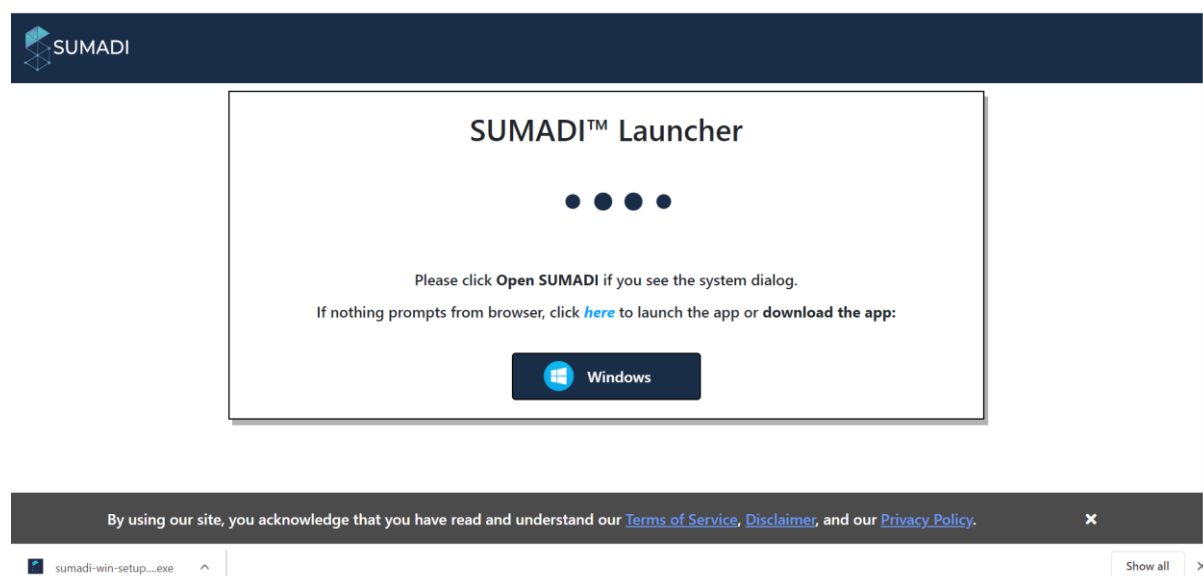 SUMADI
SUMADI™ Launcher
Please click Open SUMADI if you see the system dialog.
If nothing prompts from browser, click here to launch the app or download the app:
Windows
By using our site, you acknowledge that you have read and understand our Terms of Service, Disclaimer, and our Privacy Policy.
sumadi-win-setup....exe
Show all